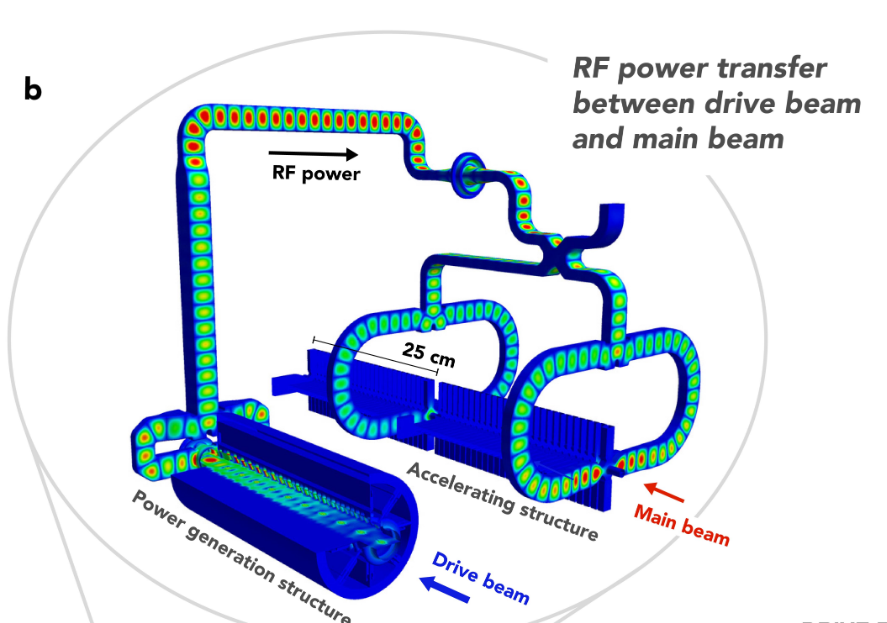 b
RF power transfer
between drive beam
and main beam
RF power
25 cm
Accelerating structure
Main beam
Power generation structure
Drive beam